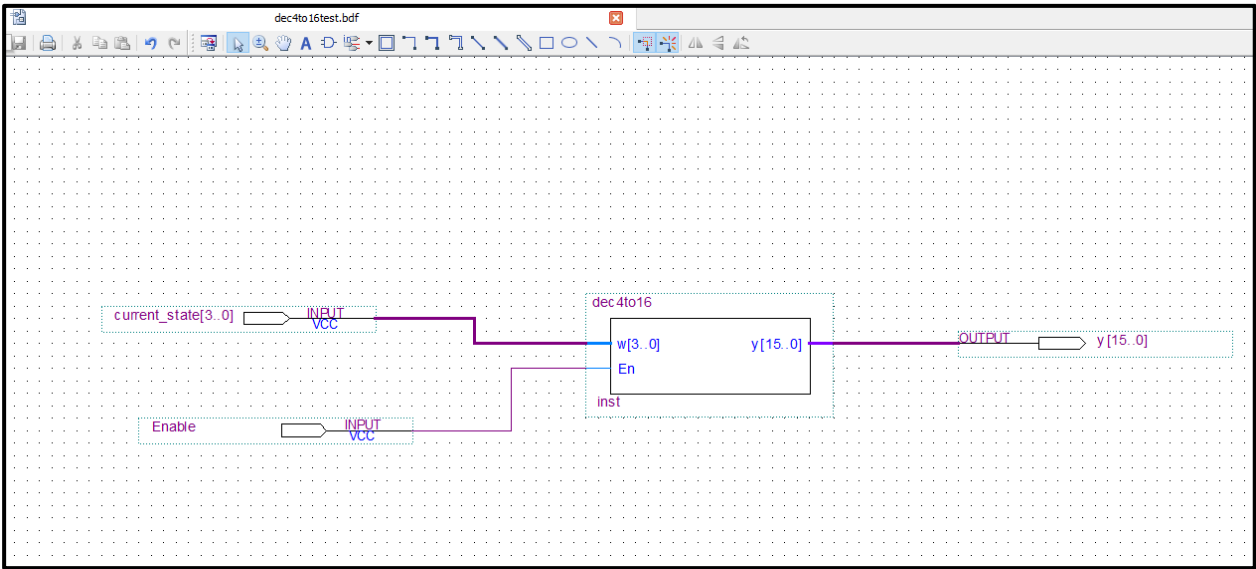 dec4to16test.bdf
A
dec4to16
current_state[3..0]
INPUT
VCC
w[3..0]
y[15..0]
OUTPUT
y[15..0]
En
inst
Enable
INPUT
VCC